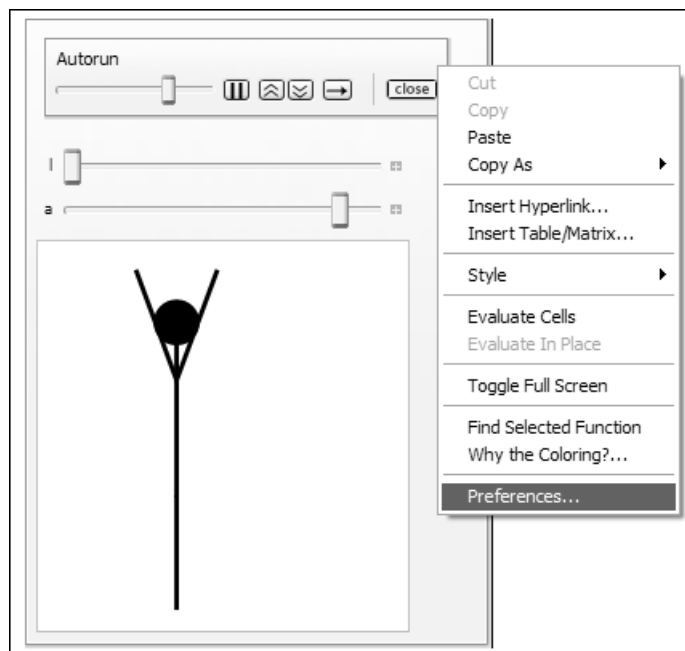 Autorun
close
l
a
Cut
Copy
Paste
Copy As
Insert Hyperlink...
Insert Table/Matrix...
Style
Evaluate Cells
Evaluate In Place
Toggle Full Screen
Find Selected Function
Why the Coloring?...
Preferences...